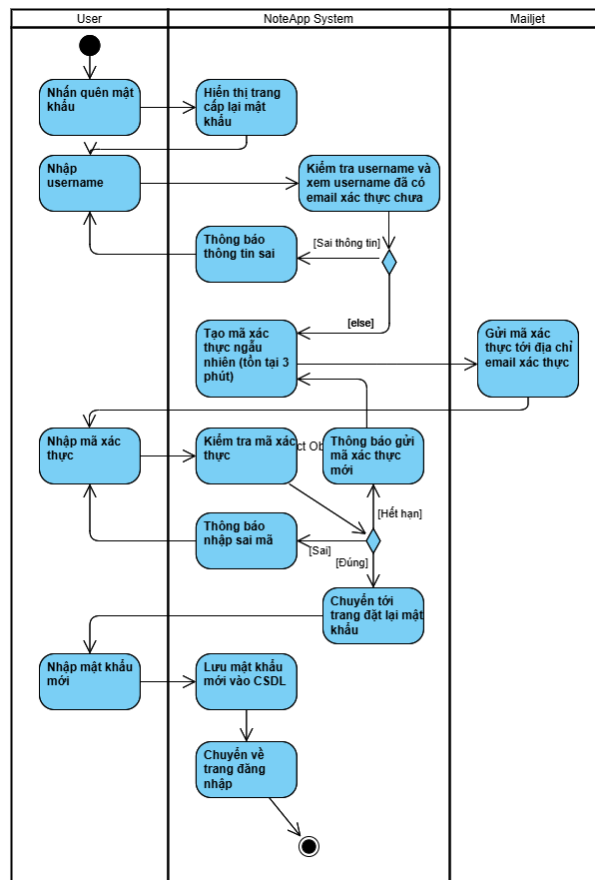 User
NoteApp System
Mailjet
Nhấn quên mật
khẩu
Hiển thị trang
cấp lại mật
khẩu
Nhập
username
Kiểm tra username và
xem username đã có
email xác thực chưa
[Sai thông tin]
Thông báo
thông tin sai
[else]
Tạo mã xác
thực ngẫu
nhiên (tồn tại 3
phút)
Gửi mã xác
thực tới địa chỉ
email xác thực
Nhập mã xác
thực
Kiểm tra mã xác
thực
ct Ob
Thông báo gửi
mã xác thực
mới
[Hết hạn]
Thông báo
nhập sai mã
[Sai]
[Đúng]
Chuyển tới
trang đặt lại mật
khẩu
Nhập mật khẩu
mới
Lưu mật khẩu
mới vào CSDL
Chuyển về
trang đăng
nhập